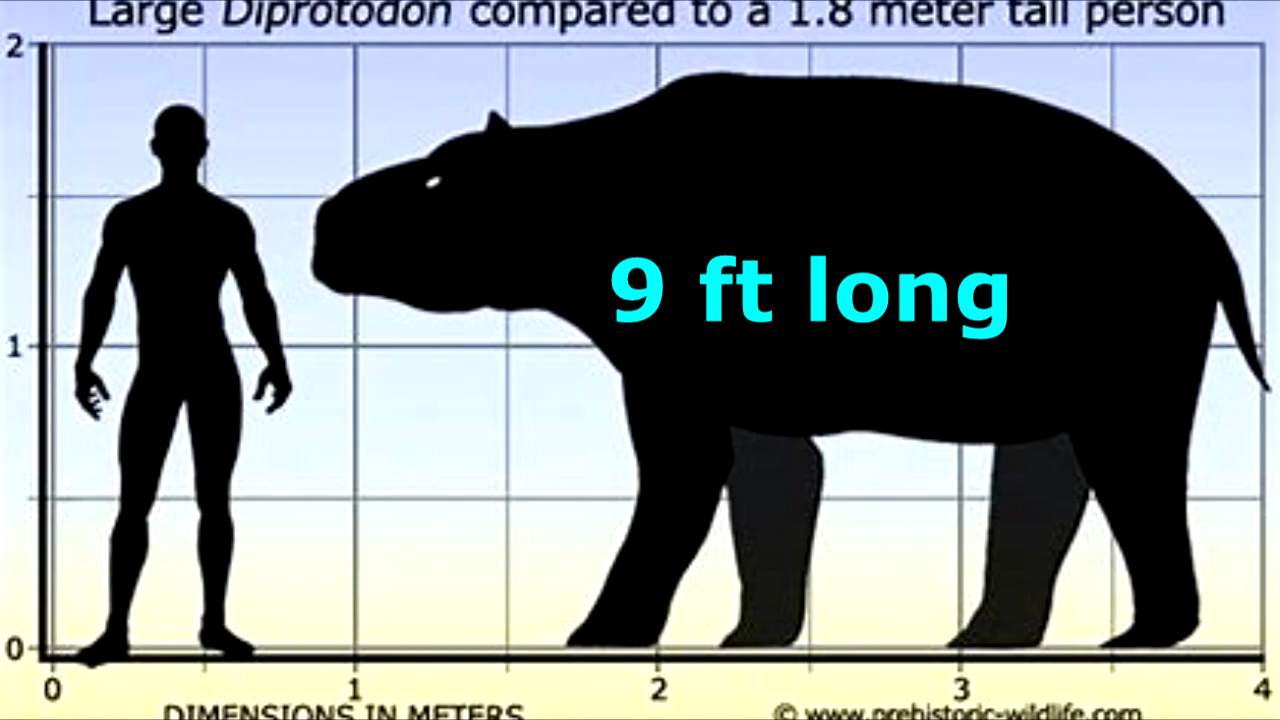 Large Diprotodon compared to a 1.8 meter tall person
2
9 ft long
1
0
0 1 2 3 4
DIMENSIONS IN METERS © www.prehistoric-wildlife.com